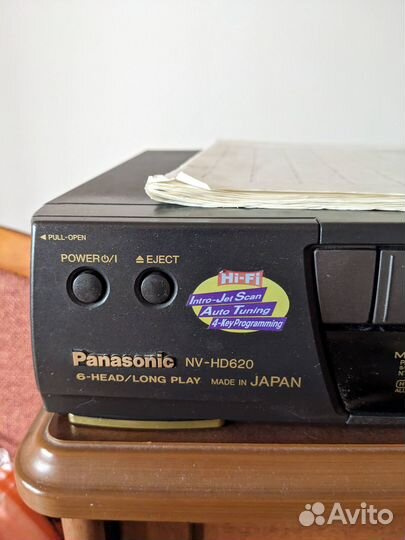 ◄ PULL-OPEN
POWER⏻/I ▲EJECT
Hi-Fi
Intro-Jet Scan
Auto Tuning
4-Key Programming
Panasonic NV-HD620
6-HEAD/LONG PLAY MADE IN JAPAN
Avito